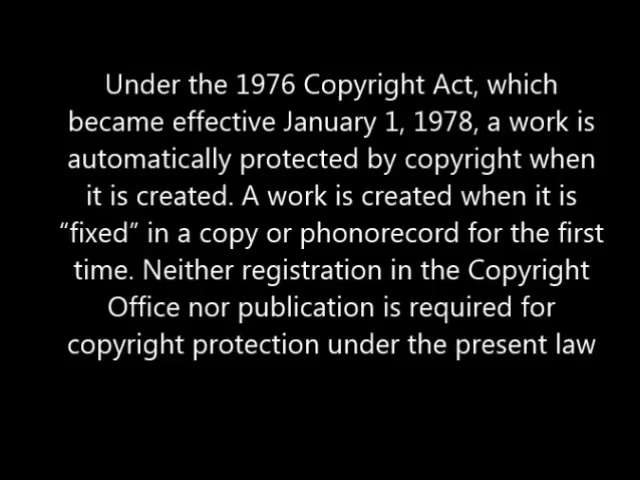 Under the 1976 Copyright Act, which
became effective January 1, 1978, a work is
automatically protected by copyright when
it is created. A work is created when it is
“fixed” in a copy or phonorecord for the first
time. Neither registration in the Copyright
Office nor publication is required for
copyright protection under the present law